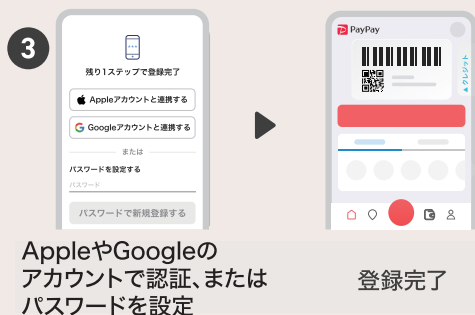 3
残り1ステップで登録完了
Appleアカウントと連携する
Googleアカウントと連携する
または
パスワードを設定する
パスワード
パスワードで新規登録する
PayPay
▲クレジット
AppleやGoogleの
アカウントで認証、または
パスワードを設定
登録完了